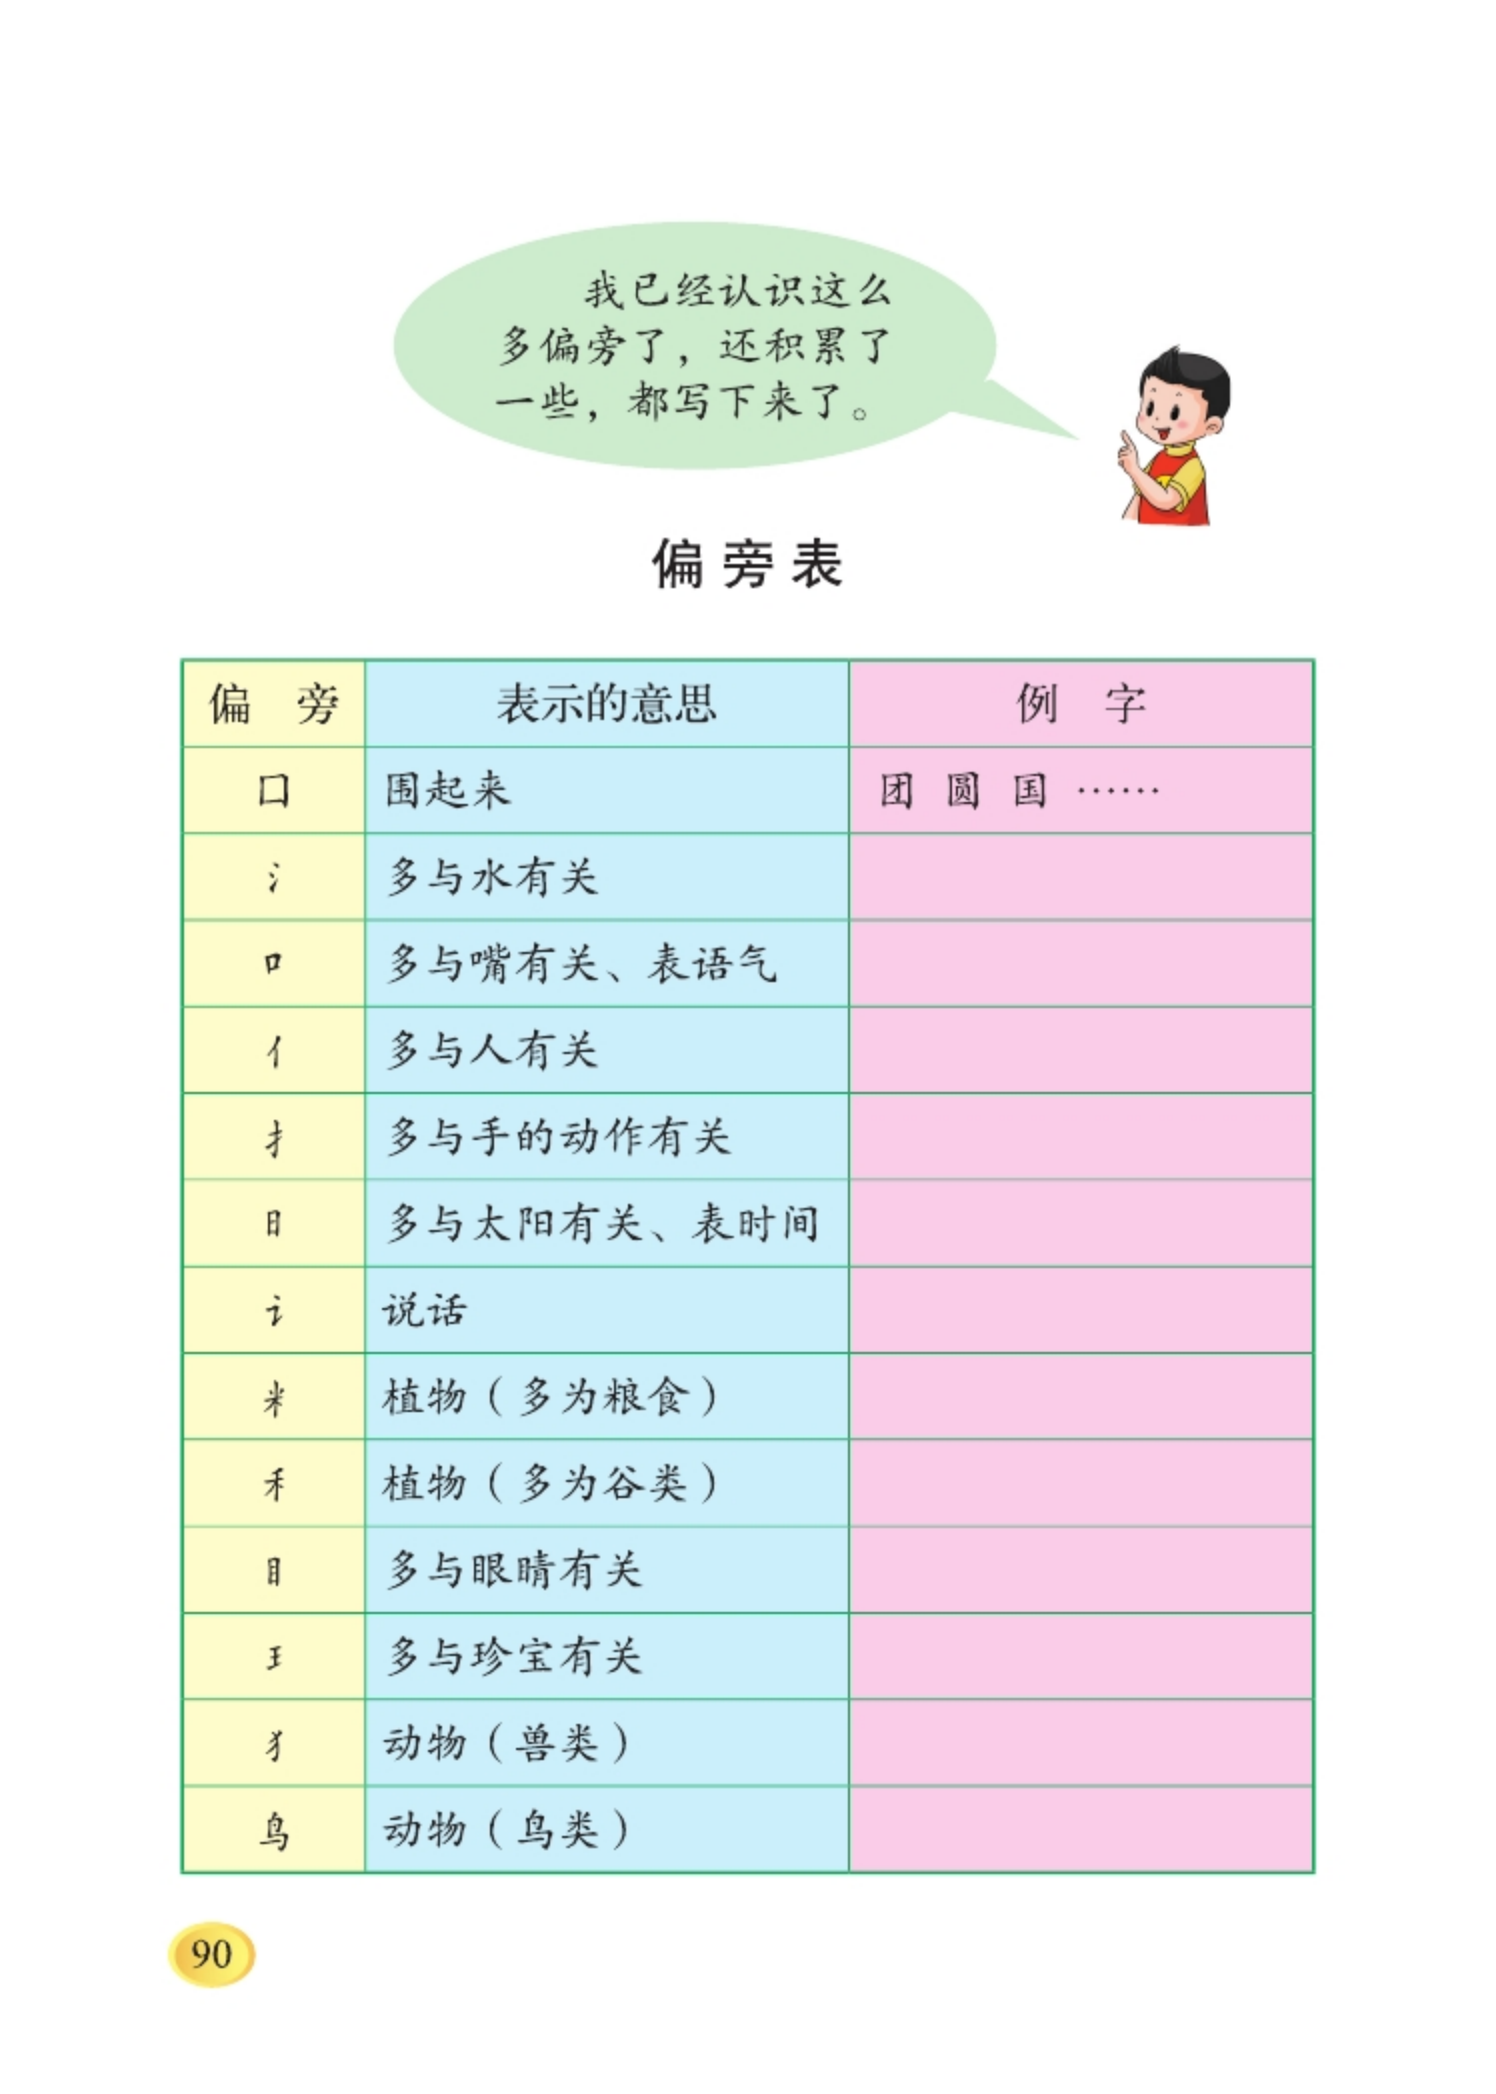 我已经认识这么
多偏旁了，还积累了
一些，都写下来了。
偏旁表
偏 旁 表示的意思 例 字
囗 围起来 团 圆 国 ……
氵 多与水有关
口 多与嘴有关、表语气
亻 多与人有关
扌 多与手的动作有关
日 多与太阳有关、表时间
讠 说话
米 植物（多为粮食）
禾 植物（多为谷类）
目 多与眼睛有关
王 多与珍宝有关
犭 动物（兽类）
鸟 动物（鸟类）
90